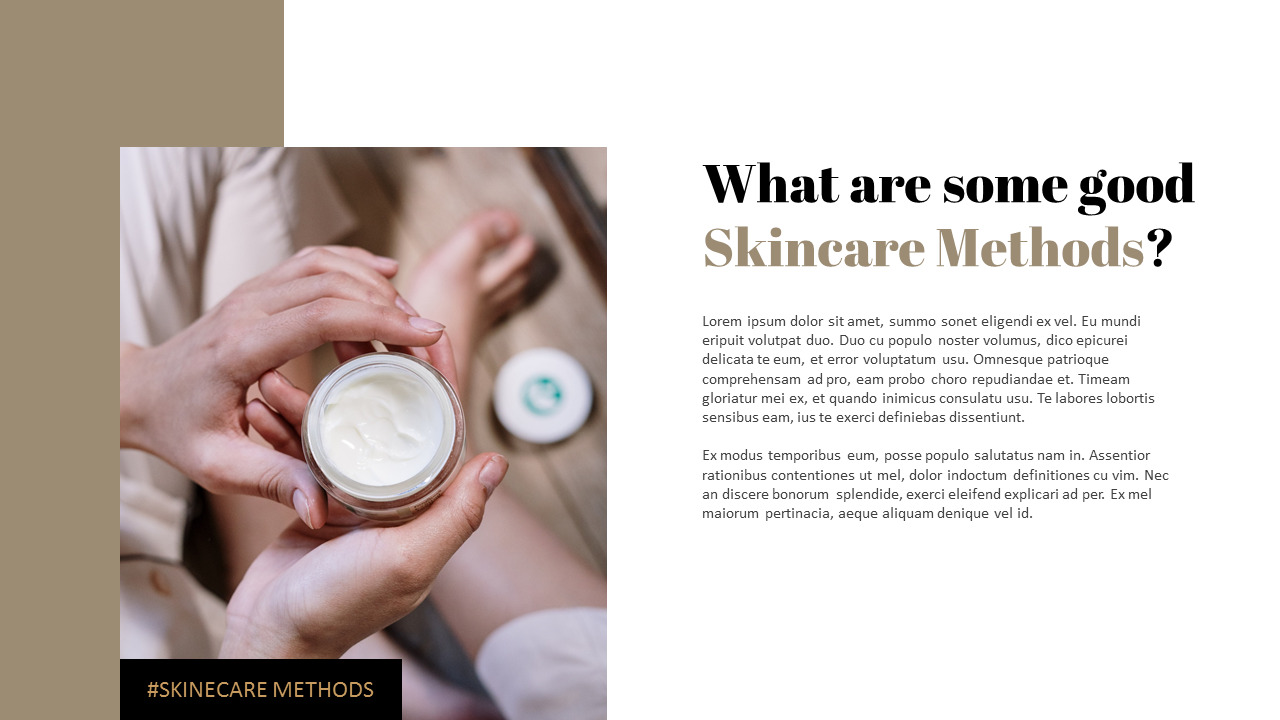 What are some good
Skincare Methods?
Lorem ipsum dolor sit amet, summo sonet eligendi ex vel. Eu mundi
eripuit volutpat duo. Duo cu populo noster volumus, dico epicurei
delicata te eum, et error voluptatum usu. Omnesque patrioque
comprehensam ad pro, eam probo choro repudiandae et. Timeam
gloriatur mei ex, et quando inimicus consulatu usu. Te labores lobortis
sensibus eam, ius te exerci definiebas dissentiunt.
Ex modus temporibus eum, posse populo salutatus nam in. Assentior
rationibus contentiones ut mel, dolor indoctum definitiones cu vim. Nec
an discere bonorum splendide, exerci eleifend explicari ad per. Ex mel
maiorum pertinacia, aeque aliquam denique vel id.
#SKINECARE METHODS